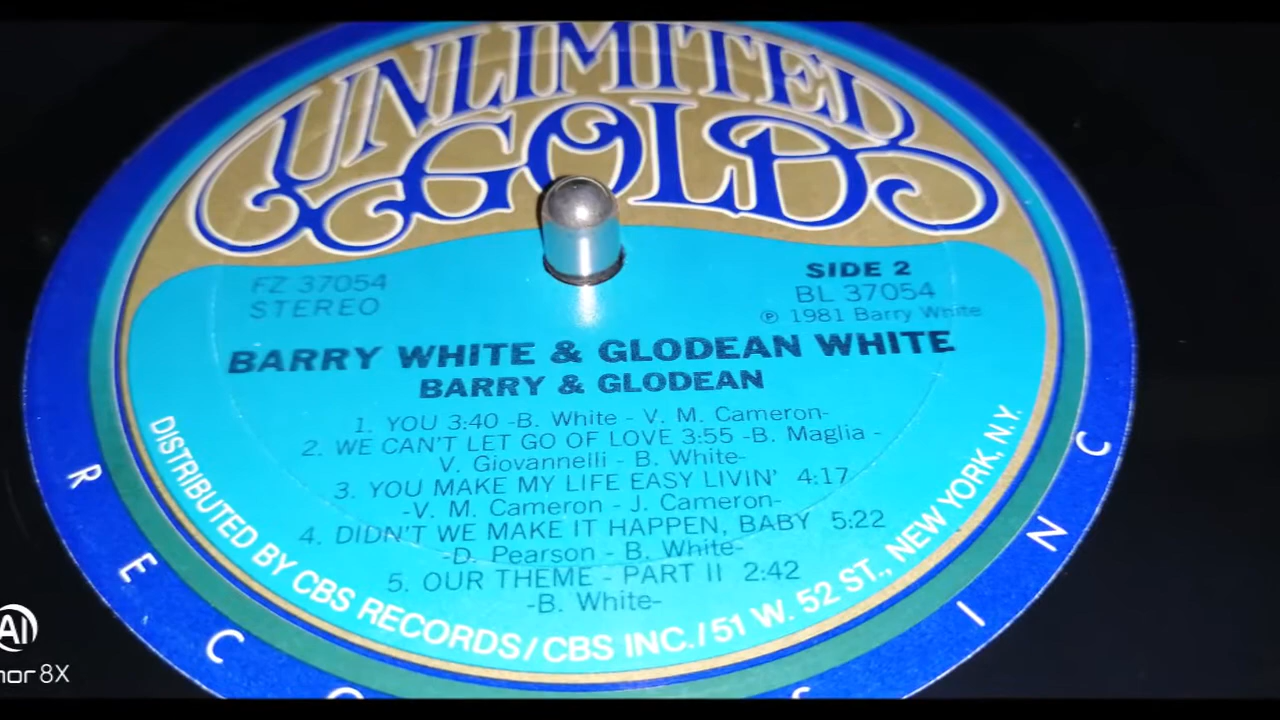 UNLIMITED
GOLD
FZ 37054
STEREO
SIDE 2
BL 37054
℗ 1981 Barry White
BARRY WHITE & GLODEAN WHITE
BARRY & GLODEAN
1. YOU 3:40 -B. White - V. M. Cameron-
2. WE CAN'T LET GO OF LOVE 3:55 -B. Maglia -
V. Giovannelli - B. White-
3. YOU MAKE MY LIFE EASY LIVIN' 4:17
-V. M. Cameron - J. Cameron-
4. DIDN'T WE MAKE IT HAPPEN, BABY 5:22
-D. Pearson - B. White-
5. OUR THEME - PART II 2:42
-B. White-
DISTRIBUTED BY CBS RECORDS/CBS INC./51 W. 52 ST., NEW YORK, N.Y.
INC
AI
8X